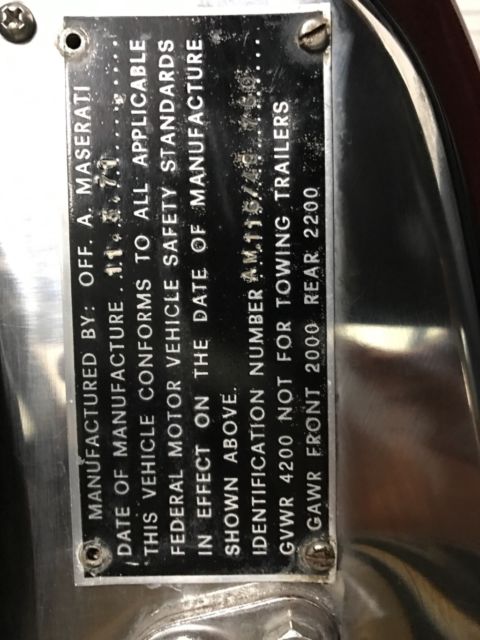 MANUFACTURED BY: OFF. A. MASERATI
DATE OF MANUFACTURE 11.5.71
THIS VEHICLE CONFORMS TO ALL APPLICABLE
FEDERAL MOTOR VEHICLE SAFETY STANDARDS
IN EFFECT ON THE DATE OF MANUFACTURE
SHOWN ABOVE.
IDENTIFICATION NUMBER
GVWR 4200 NOT FOR TOWING TRAILERS
GAWR FRONT 2000 REAR 2200